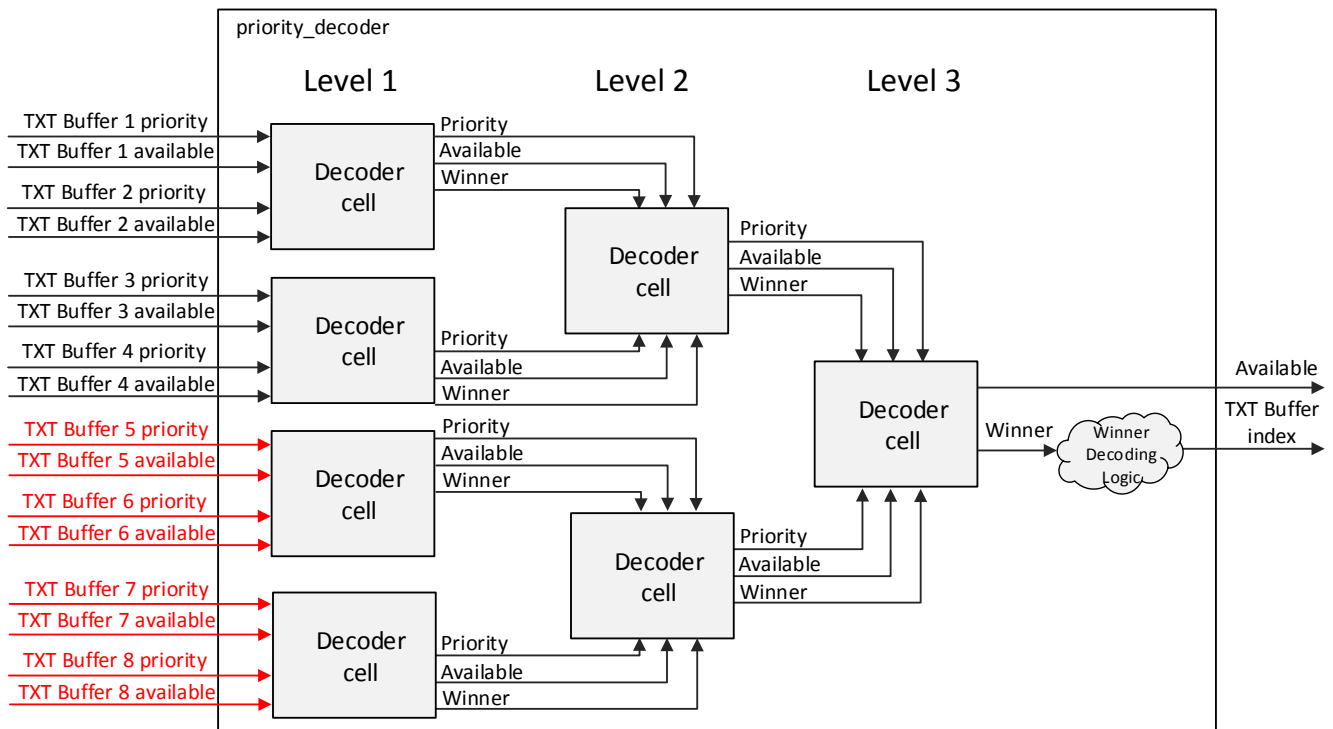 priority_decoder
Level 1
Level 2
Level 3
TXT Buffer 1 priority
TXT Buffer 1 available
TXT Buffer 2 priority
TXT Buffer 2 available
Decoder
cell
Priority
Available
Winner
TXT Buffer 3 priority
TXT Buffer 3 available
TXT Buffer 4 priority
TXT Buffer 4 available
Decoder
cell
Priority
Available
Winner
Decoder
cell
Priority
Available
Winner
TXT Buffer 5 priority
TXT Buffer 5 available
TXT Buffer 6 priority
TXT Buffer 6 available
Decoder
cell
Priority
Available
Winner
TXT Buffer 7 priority
TXT Buffer 7 available
TXT Buffer 8 priority
TXT Buffer 8 available
Decoder
cell
Priority
Available
Winner
Decoder
cell
Priority
Available
Winner
Decoder
cell
Winner
Winner
Decoding
Logic
Available
TXT Buffer
index